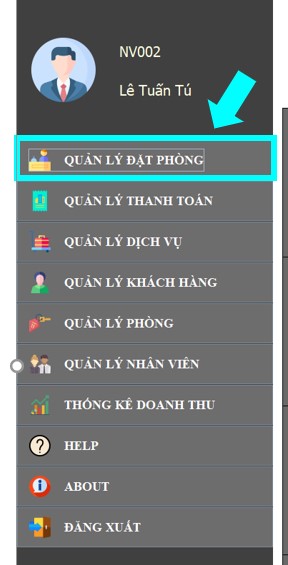 NV002
Lê Tuấn Tú
QUẢN LÝ ĐẶT PHÒNG
QUẢN LÝ THANH TOÁN
QUẢN LÝ DỊCH VỤ
QUẢN LÝ KHÁCH HÀNG
QUẢN LÝ PHÒNG
QUẢN LÝ NHÂN VIÊN
THỐNG KÊ DOANH THU
HELP
ABOUT
ĐĂNG XUẤT